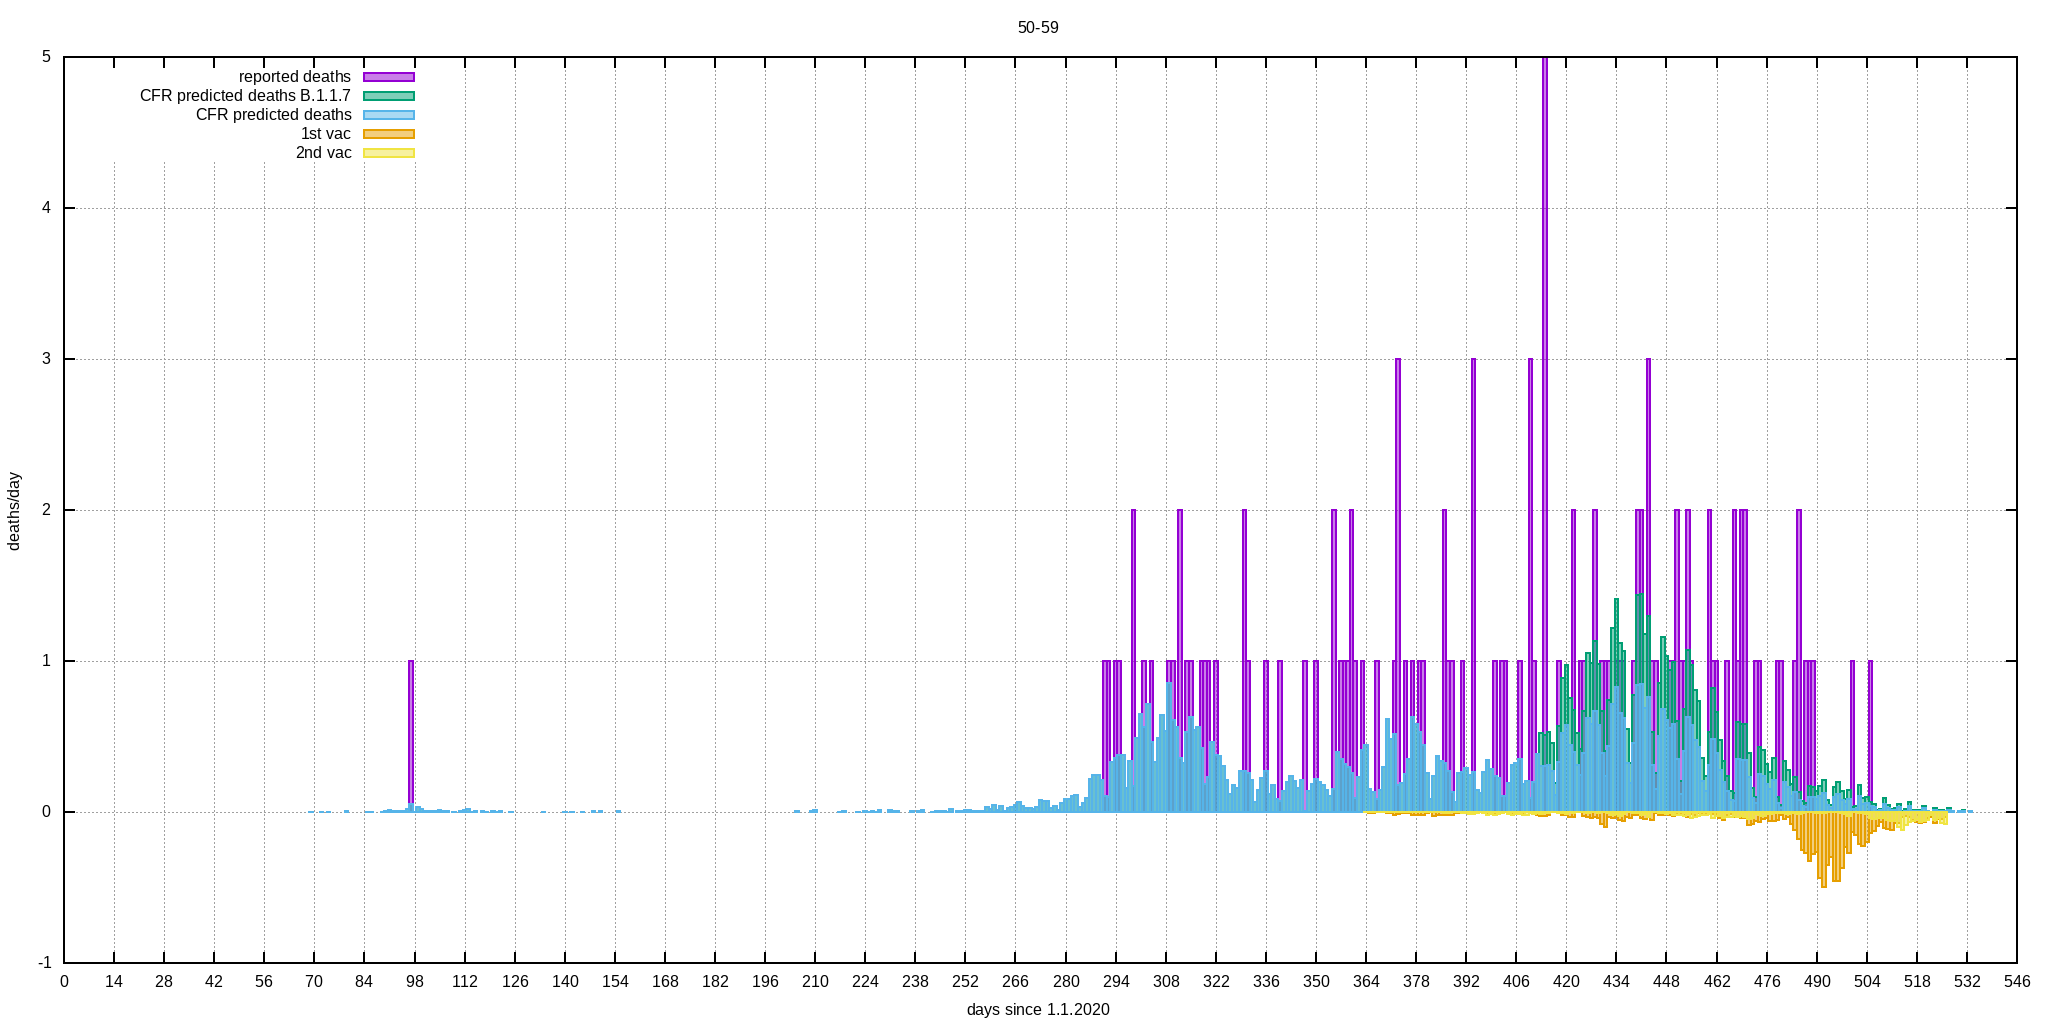 50-59
reported deaths
CFR predicted deaths B.1.1.7
CFR predicted deaths
1st vac
2nd vac
5
4
3
2
1
0
-1
deaths/day
0 14 28 42 56 70 84 98 112 126 140 154 168 182 196 210 224 238 252 266 280 294 308 322 336 350 364 378 392 406 420 434 448 462 476 490 504 518 532 546
days since 1.1.2020